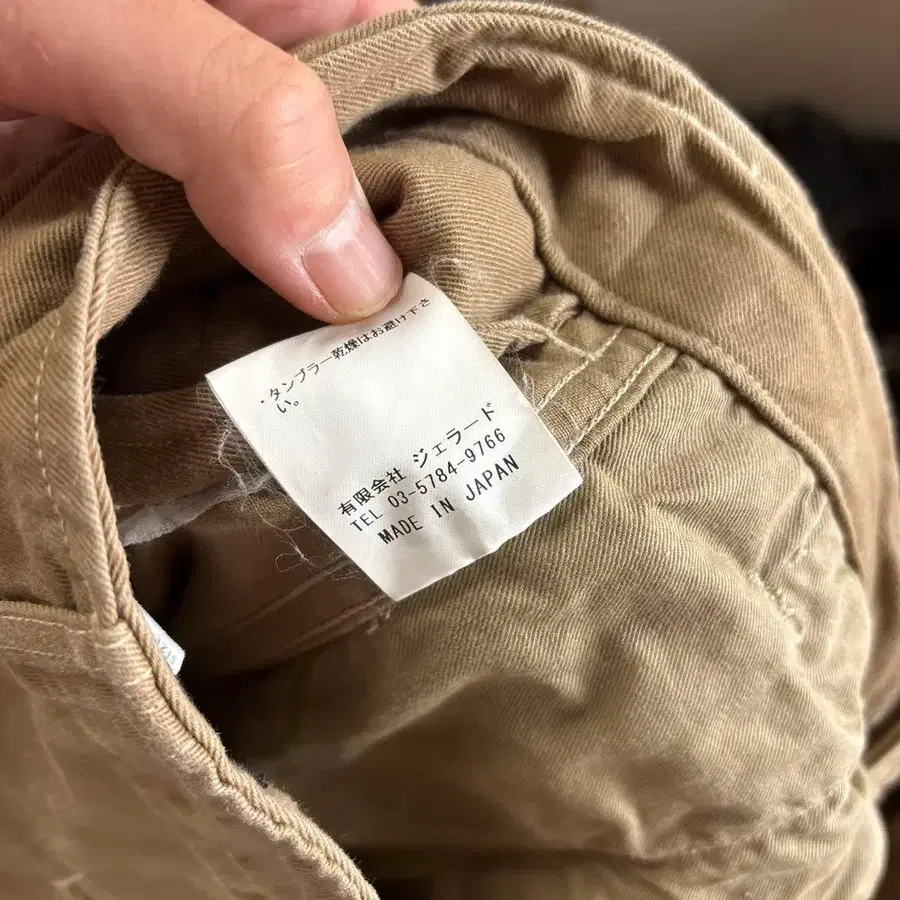 ・タンブラー乾燥はお避け下さ
い。
有限会社 ジェラード
TEL 03-5784-9766
MADE IN JAPAN